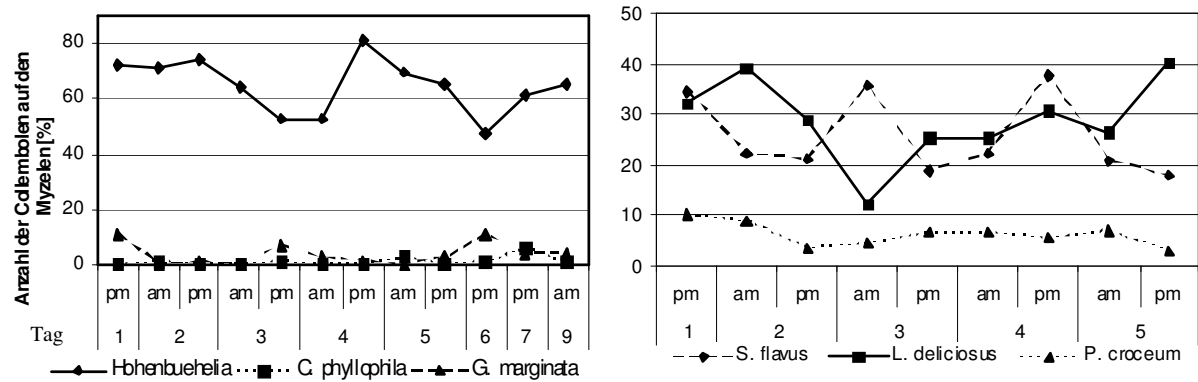 Anzahl der Collembolen auf den
Myzelien [%]
80
60
40
20
0
pm am pm am pm am pm am pm pm pm am
Tag 1 2 3 4 5 6 7 9
Hohenbuehelia C. phyllophila G. marginata
50
40
30
20
10
0
pm am pm am pm am pm am pm
1 2 3 4 5
S. flavus L. deliciosus P. croceum